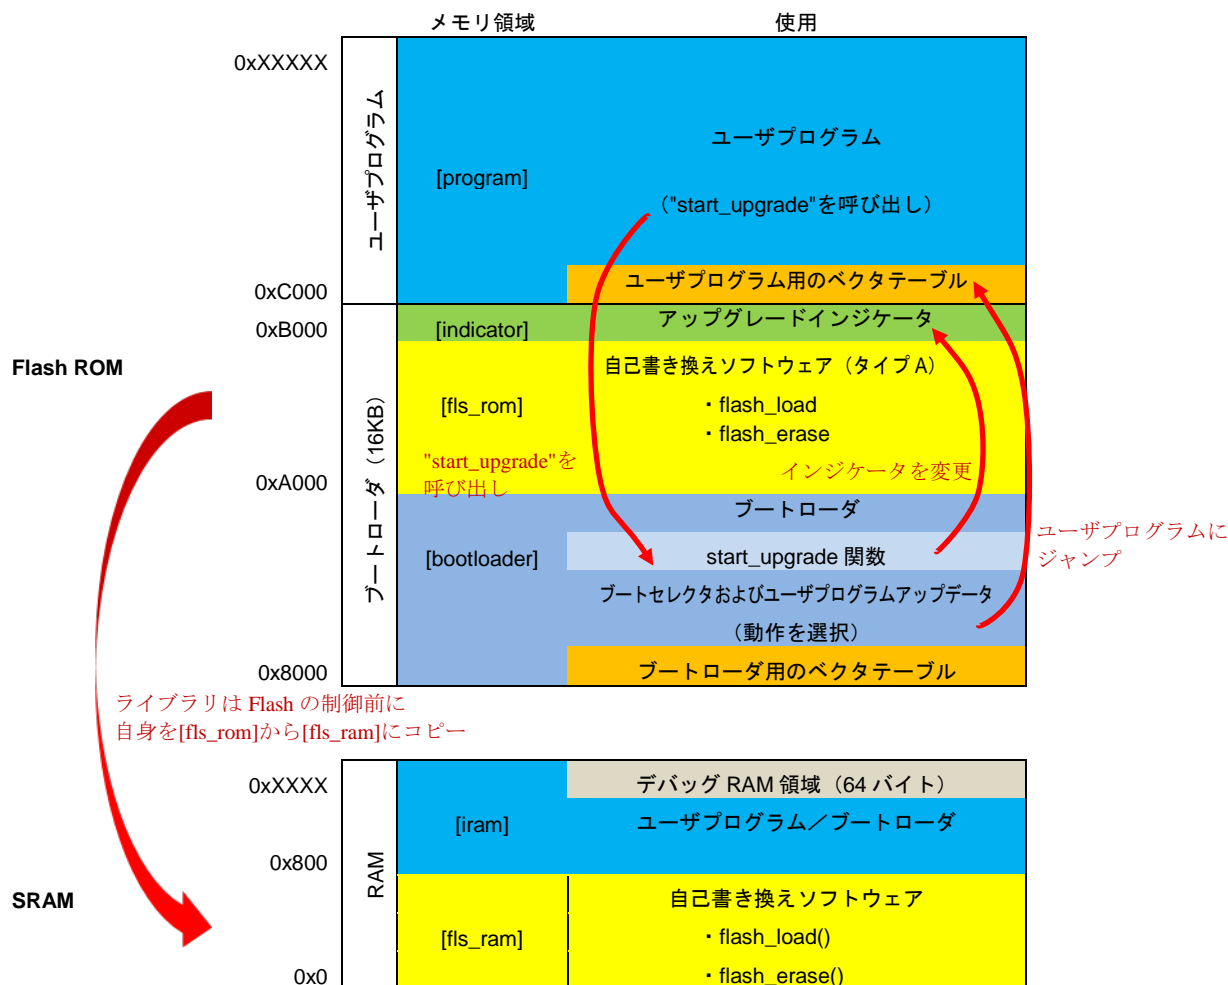 メモリ領域 使用
0xXXXXX
ユーザプログラム
[program]
ユーザプログラム
("start_upgrade"を呼び出し)
ユーザプログラム用のベクタテーブル
0xC000
0xB000
[indicator]
アップグレードインジケータ
Flash ROM
ブートローダ（16KB）
自己書き換えソフトウェア（タイプ A）
[fls_rom]
・flash_load
・flash_erase
"start_upgrade"を
呼び出し
インジケータを変更
0xA000
ブートローダ
[bootloader]
start_upgrade 関数
ユーザプログラムに
ジャンプ
ブートセレクタおよびユーザプログラムアップデータ
（動作を選択）
0x8000
ブートローダ用のベクタテーブル
ライブラリは Flash の制御前に
自身を[fls_rom]から[fls_ram]にコピー
0xXXXX
デバッグ RAM 領域（64 バイト）
RAM
[iram]
ユーザプログラム／ブートローダ
0x800
SRAM
自己書き換えソフトウェア
[fls_ram]
・flash_load()
0x0
・flash_erase()